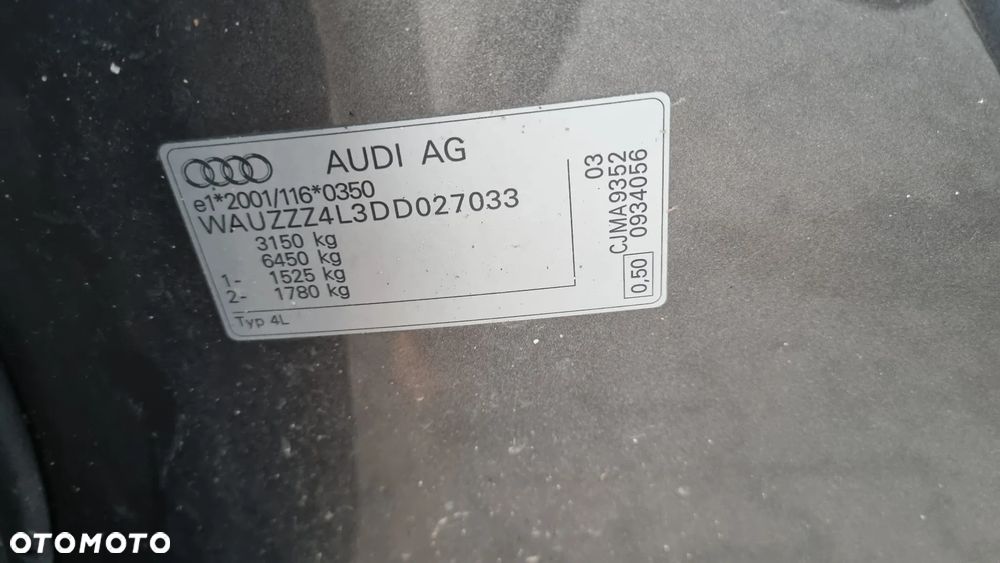 AUDI AG
e1*2001/116*0350
WAUZZZ4L3DD027033
3150 kg
6450 kg
1- 1525 kg
2- 1780 kg
Typ 4L
03
CJMA9352
0934056
0,50
OTOMOTO